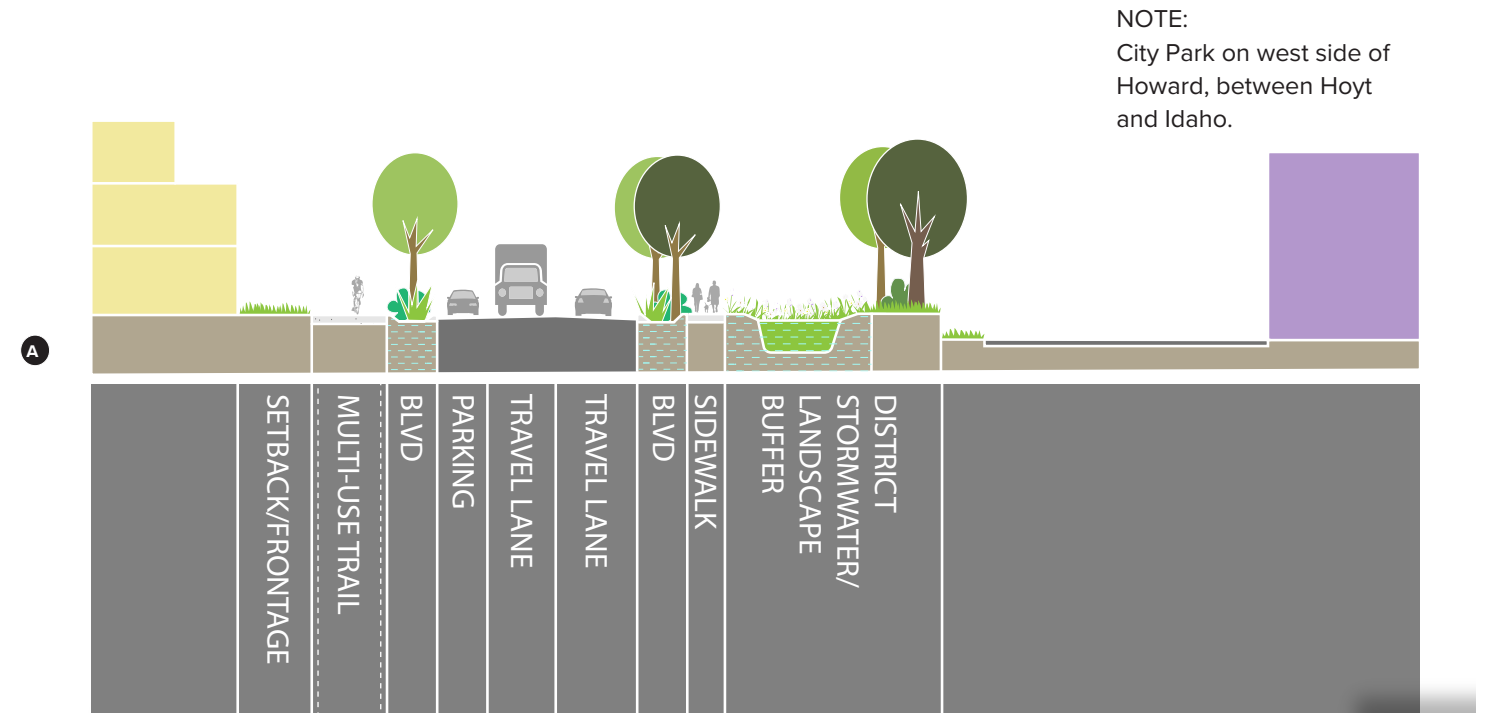 NOTE:
City Park on west side of
Howard, between Hoyt
and Idaho.
A
SETBACK/FRONTAGE
MULTI-USE TRAIL
BLVD
PARKING
TRAVEL LANE
TRAVEL LANE
BLVD
SIDEWALK
DISTRICT
STORMWATER/
LANDSCAPE
BUFFER